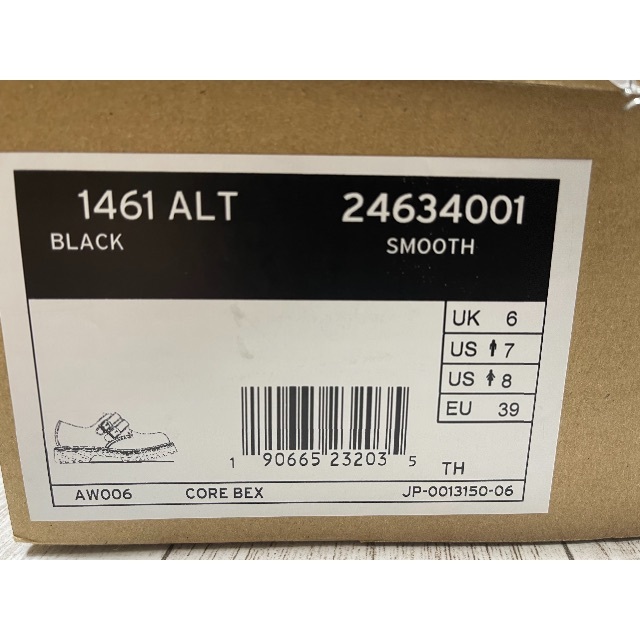 1461 ALT 24634001
BLACK SMOOTH
UK 6
US 7
US 8
EU 39
1 90665 23203 5
TH
AW006 CORE BEX JP-0013150-06